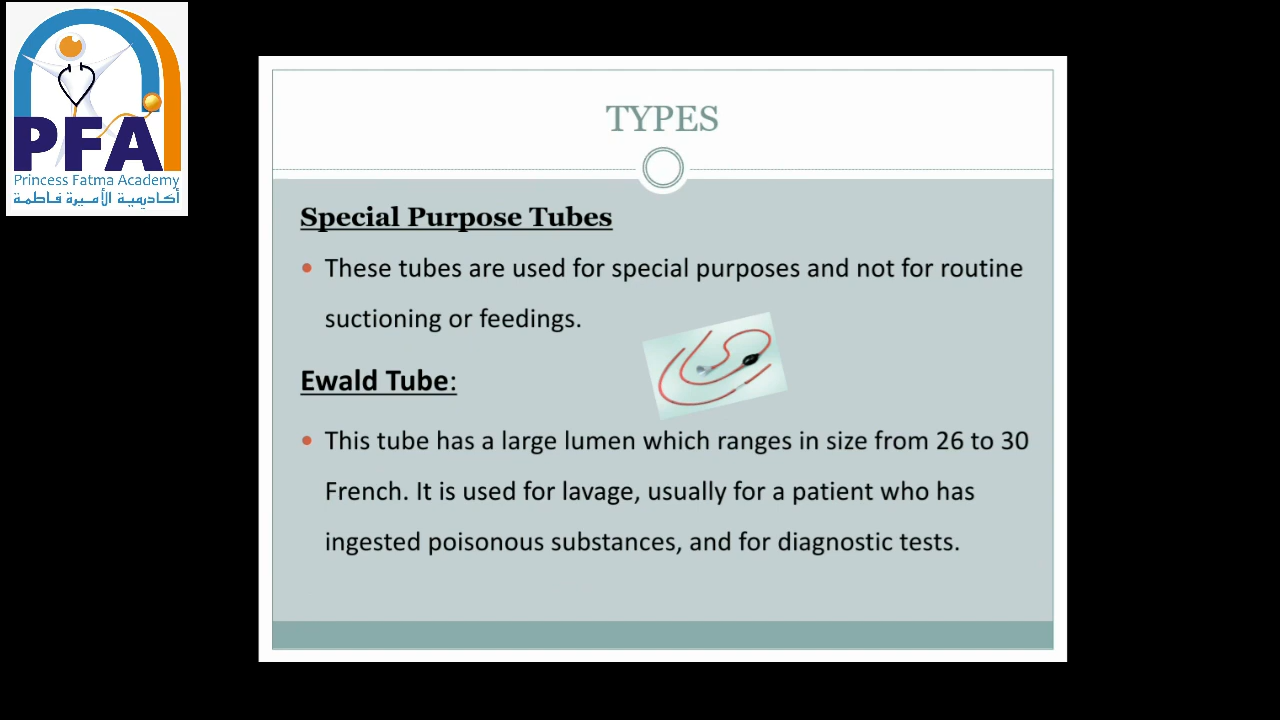 PFA
Princess Fatma Academy
أكاديمية الأميرة فاطمة
TYPES
Special Purpose Tubes
• These tubes are used for special purposes and not for routine
suctioning or feedings.
Ewald Tube:
• This tube has a large lumen which ranges in size from 26 to 30
French. It is used for lavage, usually for a patient who has
ingested poisonous substances, and for diagnostic tests.